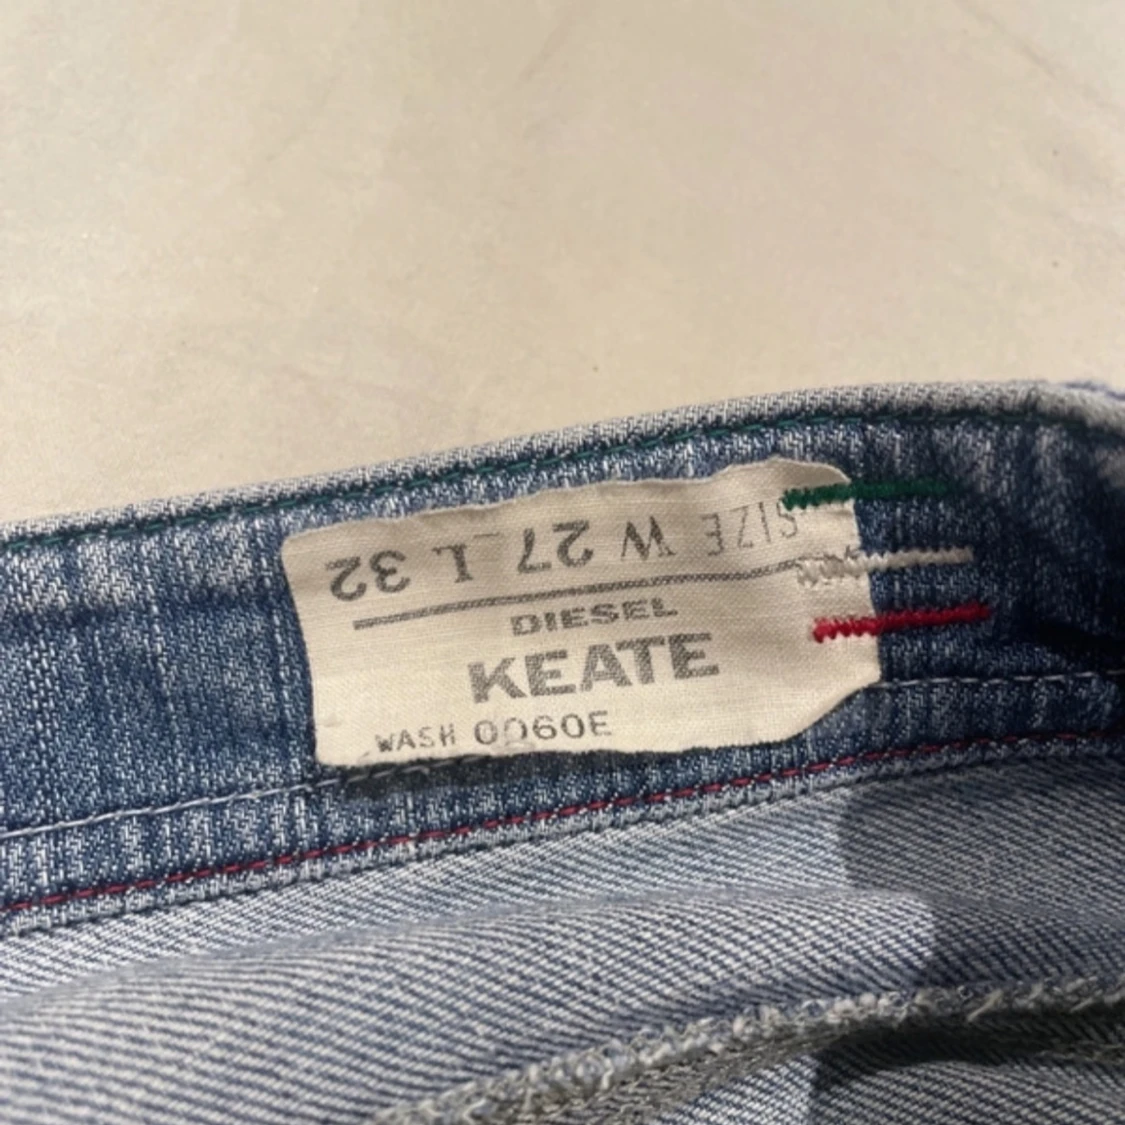 SIZE W 27 L 32
DIESEL
KEATE
WASH 0060E